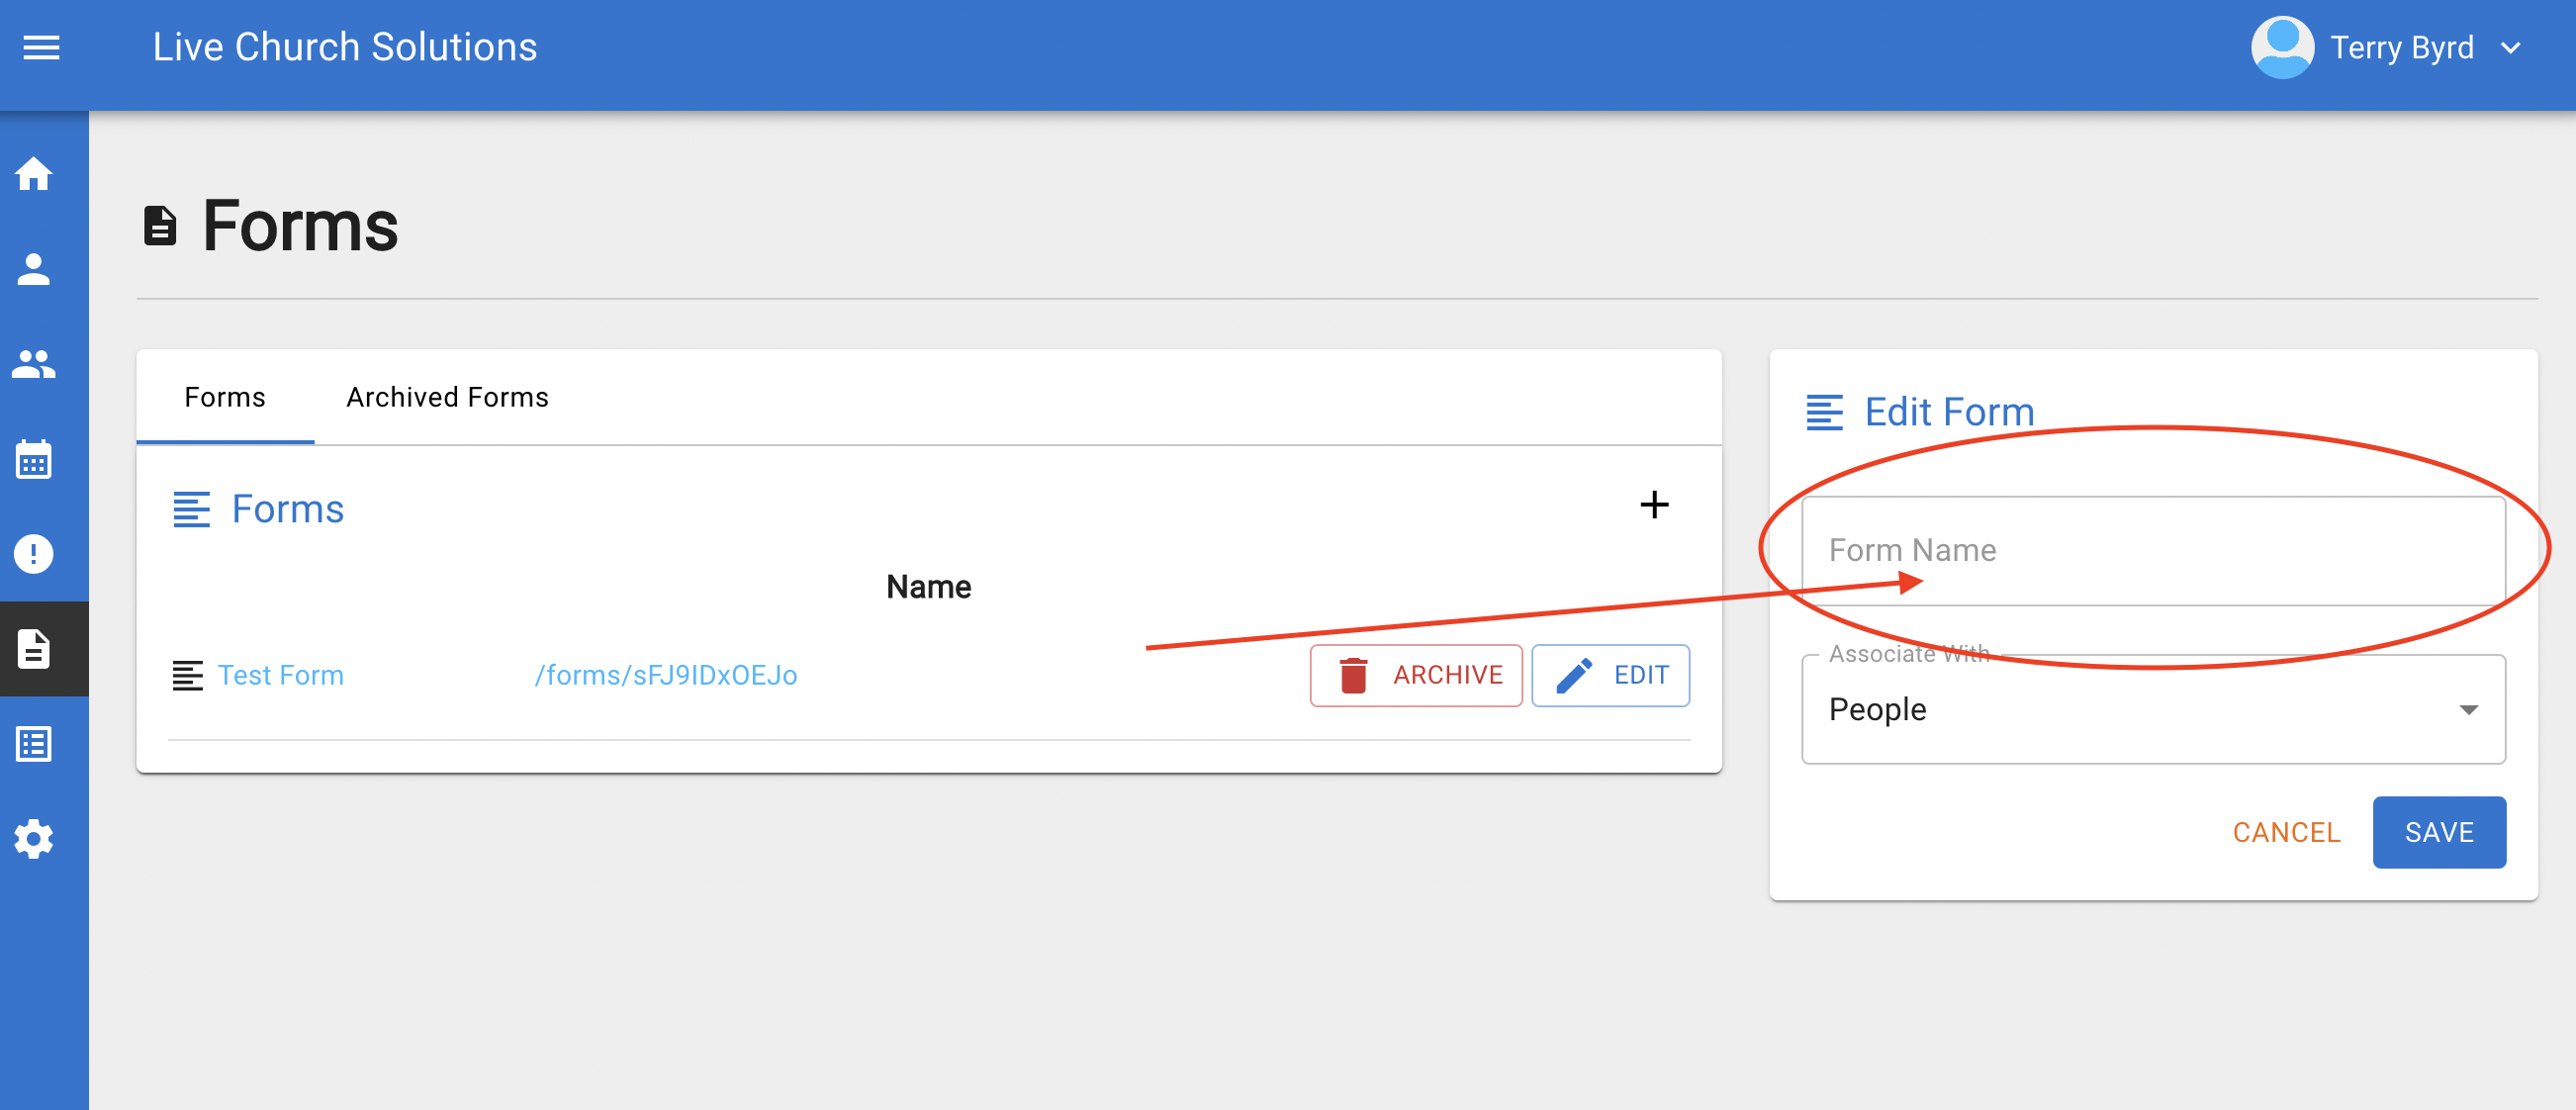 Live Church Solutions
Terry Byrd
Forms
Forms Archived Forms
Forms
Name
Test Form /forms/sFJ9IDxOEJo ARCHIVE EDIT
Edit Form
Form Name
Associate With
People
CANCEL SAVE